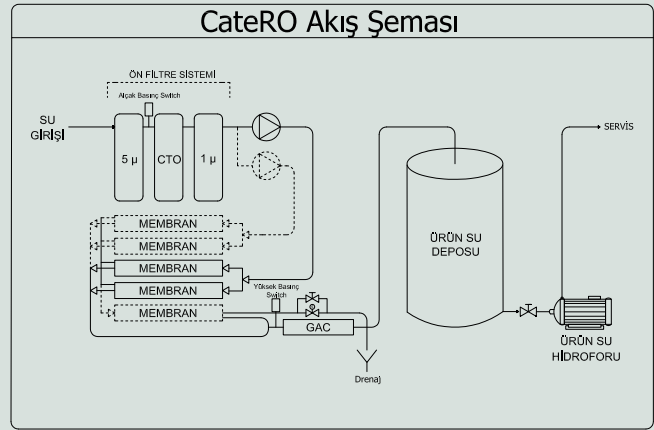 CateRO Akış Şeması
ÖN FİLTRE SİSTEMİ
Alçak Basınç Switch
SU
GİRİŞİ
5 µ
CTO
1 µ
SERVİS
MEMBRAN
MEMBRAN
MEMBRAN
MEMBRAN
MEMBRAN
Yüksek Basınç
Switch
GAC
Drenaj
ÜRÜN SU
DEPOSU
ÜRÜN SU
HİDROFORU